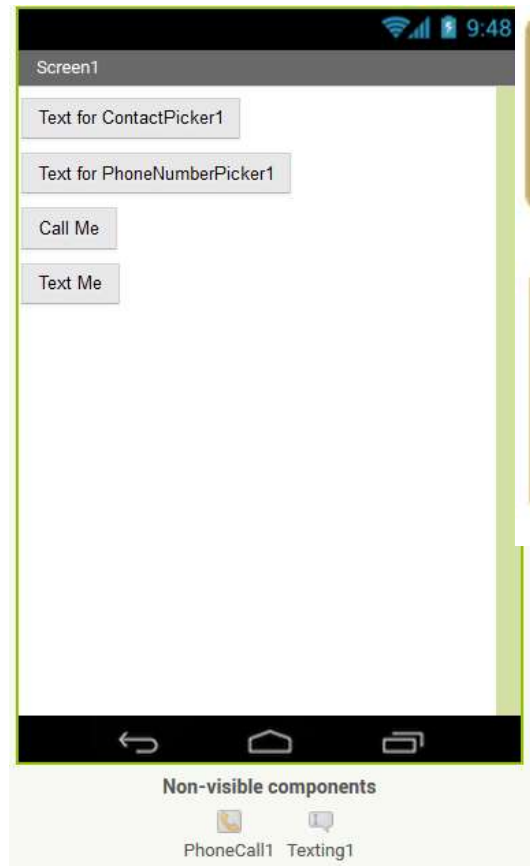 9:48
Screen1
Text for ContactPicker1
Text for PhoneNumberPicker1
Call Me
Text Me
Non-visible components
PhoneCall1 Texting1